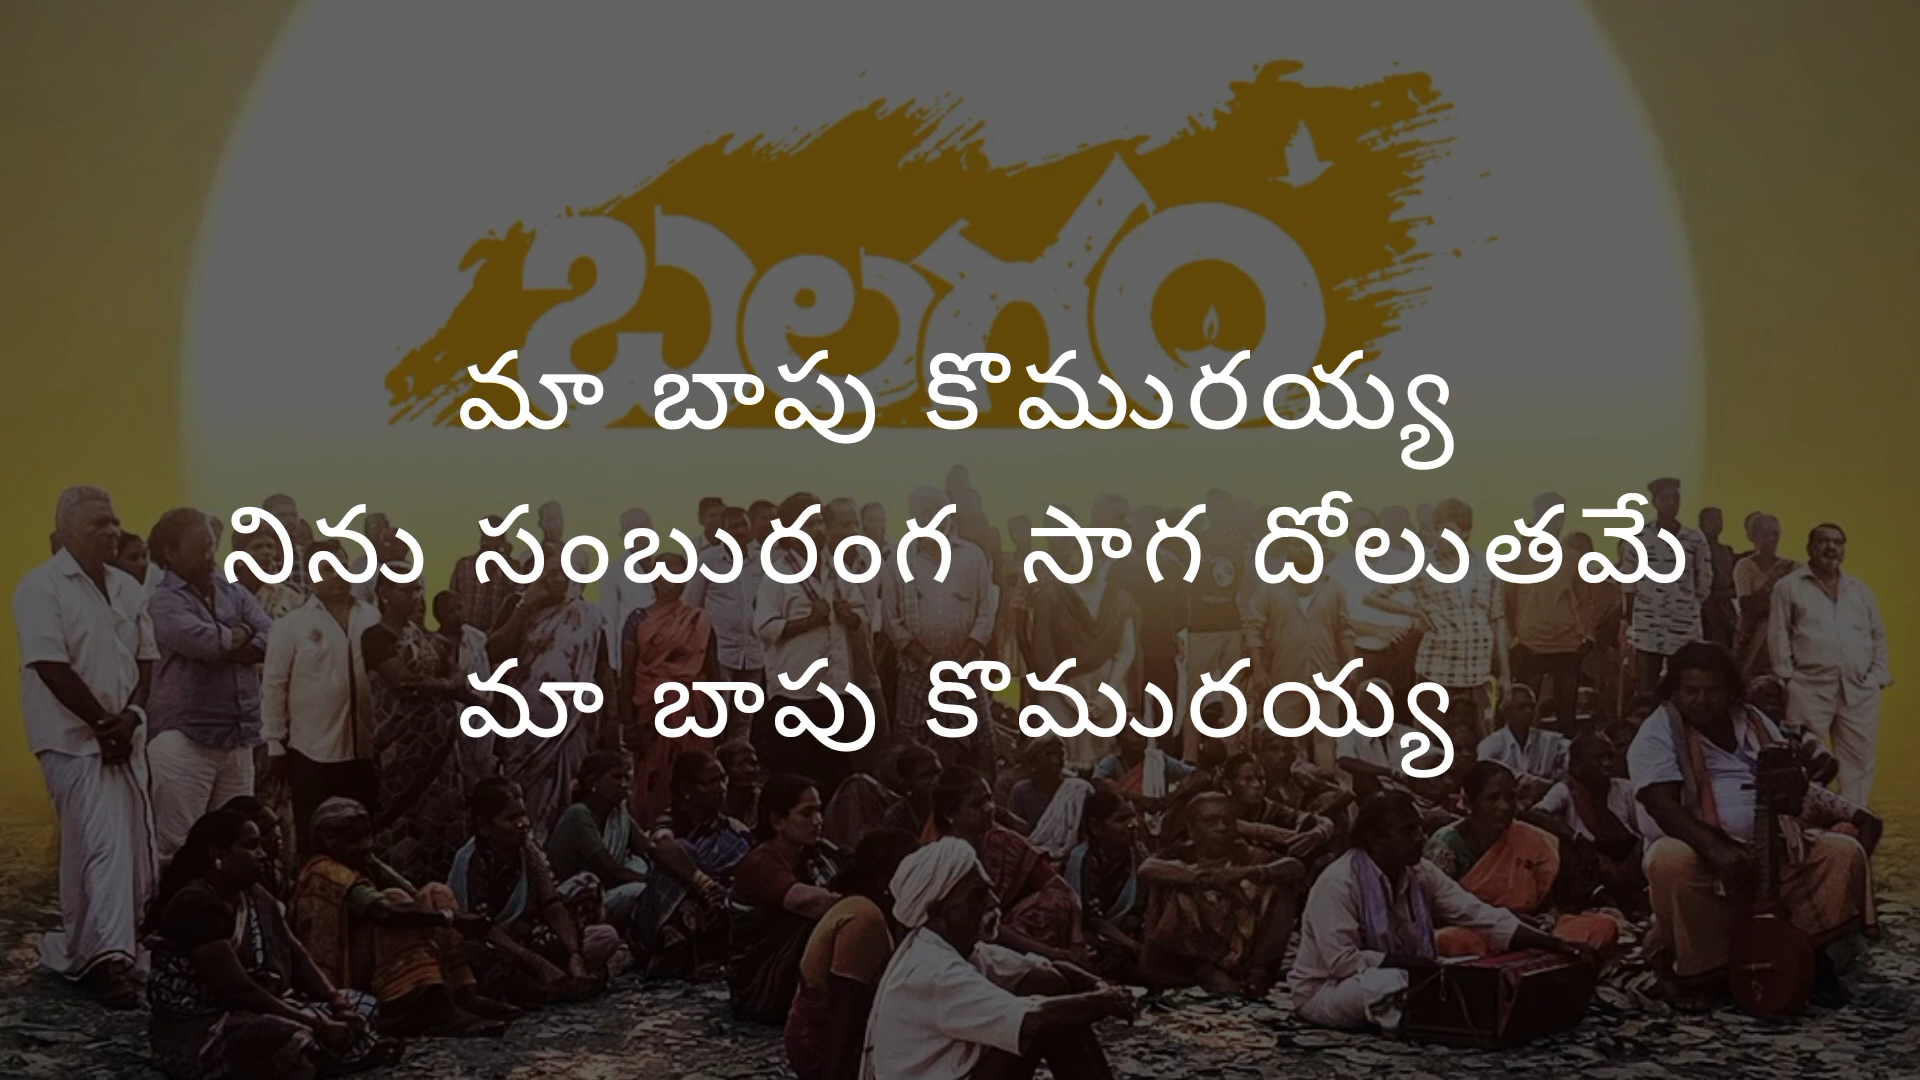 బలగం
మా బాపు కొమురయ్య
నిను సంబురంగ సాగ దోలుతమే
మా బాపు కొమురయ్య